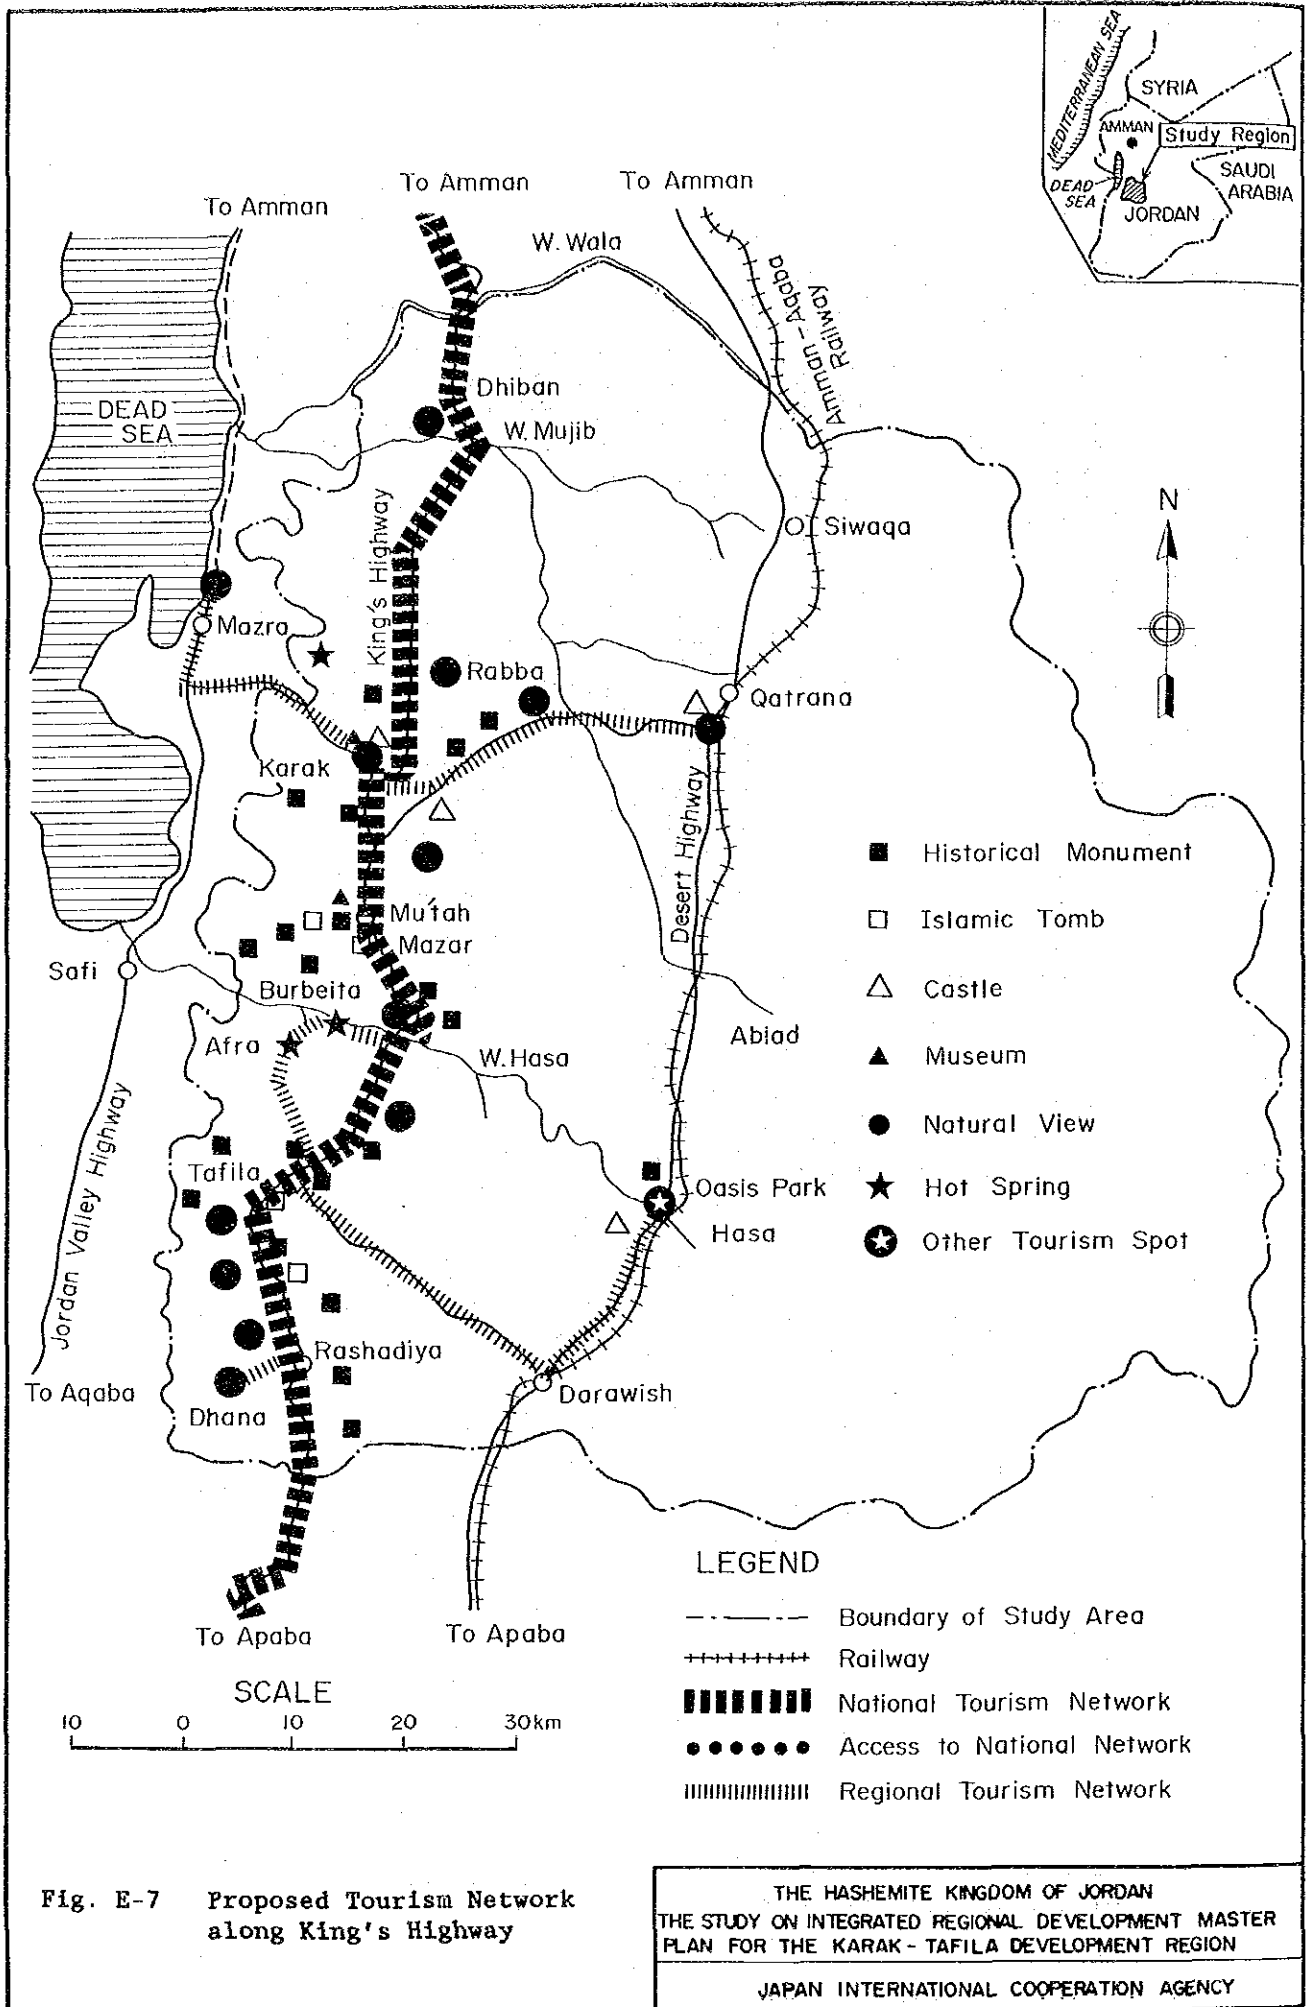 MEDITERRANEAN SEA
SYRIA
AMMAN
Study Region
DEAD
SEA
SAUDI
ARABIA
JORDAN
To Amman
To Amman
To Amman
W. Wala
Amman-Aqaba
Railway
Dhiban
DEAD
SEA
W. Mujib
King's Highway
Siwaqa
N
Mazra
Rabba
Qatrana
Karak
Desert Highway
Historical Monument
Mu'tah
Islamic Tomb
Mazar
Safi
Burbeita
Castle
Afra
Abiad
W. Hasa
Museum
Jordan Valley Highway
Natural View
Tafila
Oasis Park
Hot Spring
Hasa
Other Tourism Spot
Rashadiya
To Aqaba
Dhana
Darawish
LEGEND
Boundary of Study Area
To Apaba
To Apaba
Railway
SCALE
National Tourism Network
10 0 10 20 30km
Access to National Network
Regional Tourism Network
Fig. E-7 Proposed Tourism Network
along King's Highway
THE HASHEMITE KINGDOM OF JORDAN
THE STUDY ON INTEGRATED REGIONAL DEVELOPMENT MASTER
PLAN FOR THE KARAK - TAFILA DEVELOPMENT REGION
JAPAN INTERNATIONAL COOPERATION AGENCY